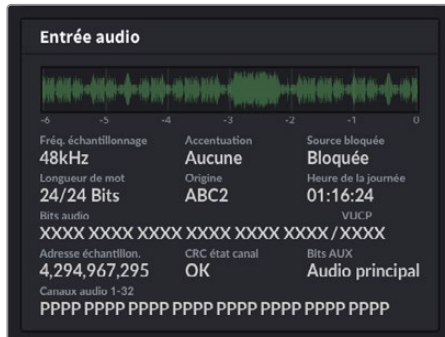 Entrée audio
-6 -5 -4 -3 -2 -1 0
Fréq. échantillonnage Accentuation Source bloquée
48kHz Aucune Bloquée
Longueur de mot Origine Heure de la journée
24/24 Bits ABC2 01:16:24
Bits audio VUCP
XXXX XXXX XXXX XXXX XXXX XXXX/XXXX
Adresse échantillon. CRC état canal Bits AUX
4,294,967,295 OK Audio principal
Canaux audio 1-32
PPPP PPPP PPPP PPPP PPPP PPPP PPPP PPPP